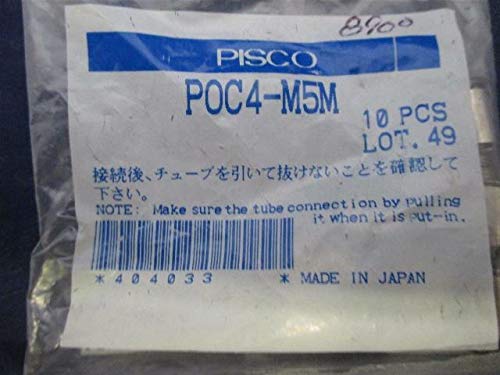 8900
PISCO
POC4-M5M
10 PCS
LOT. 49
接続後、チューブを引いて抜けないことを確認して
下さい。
NOTE: Make sure the tube connection by pulling
it when it is put-in.
*404033 *
MADE IN JAPAN